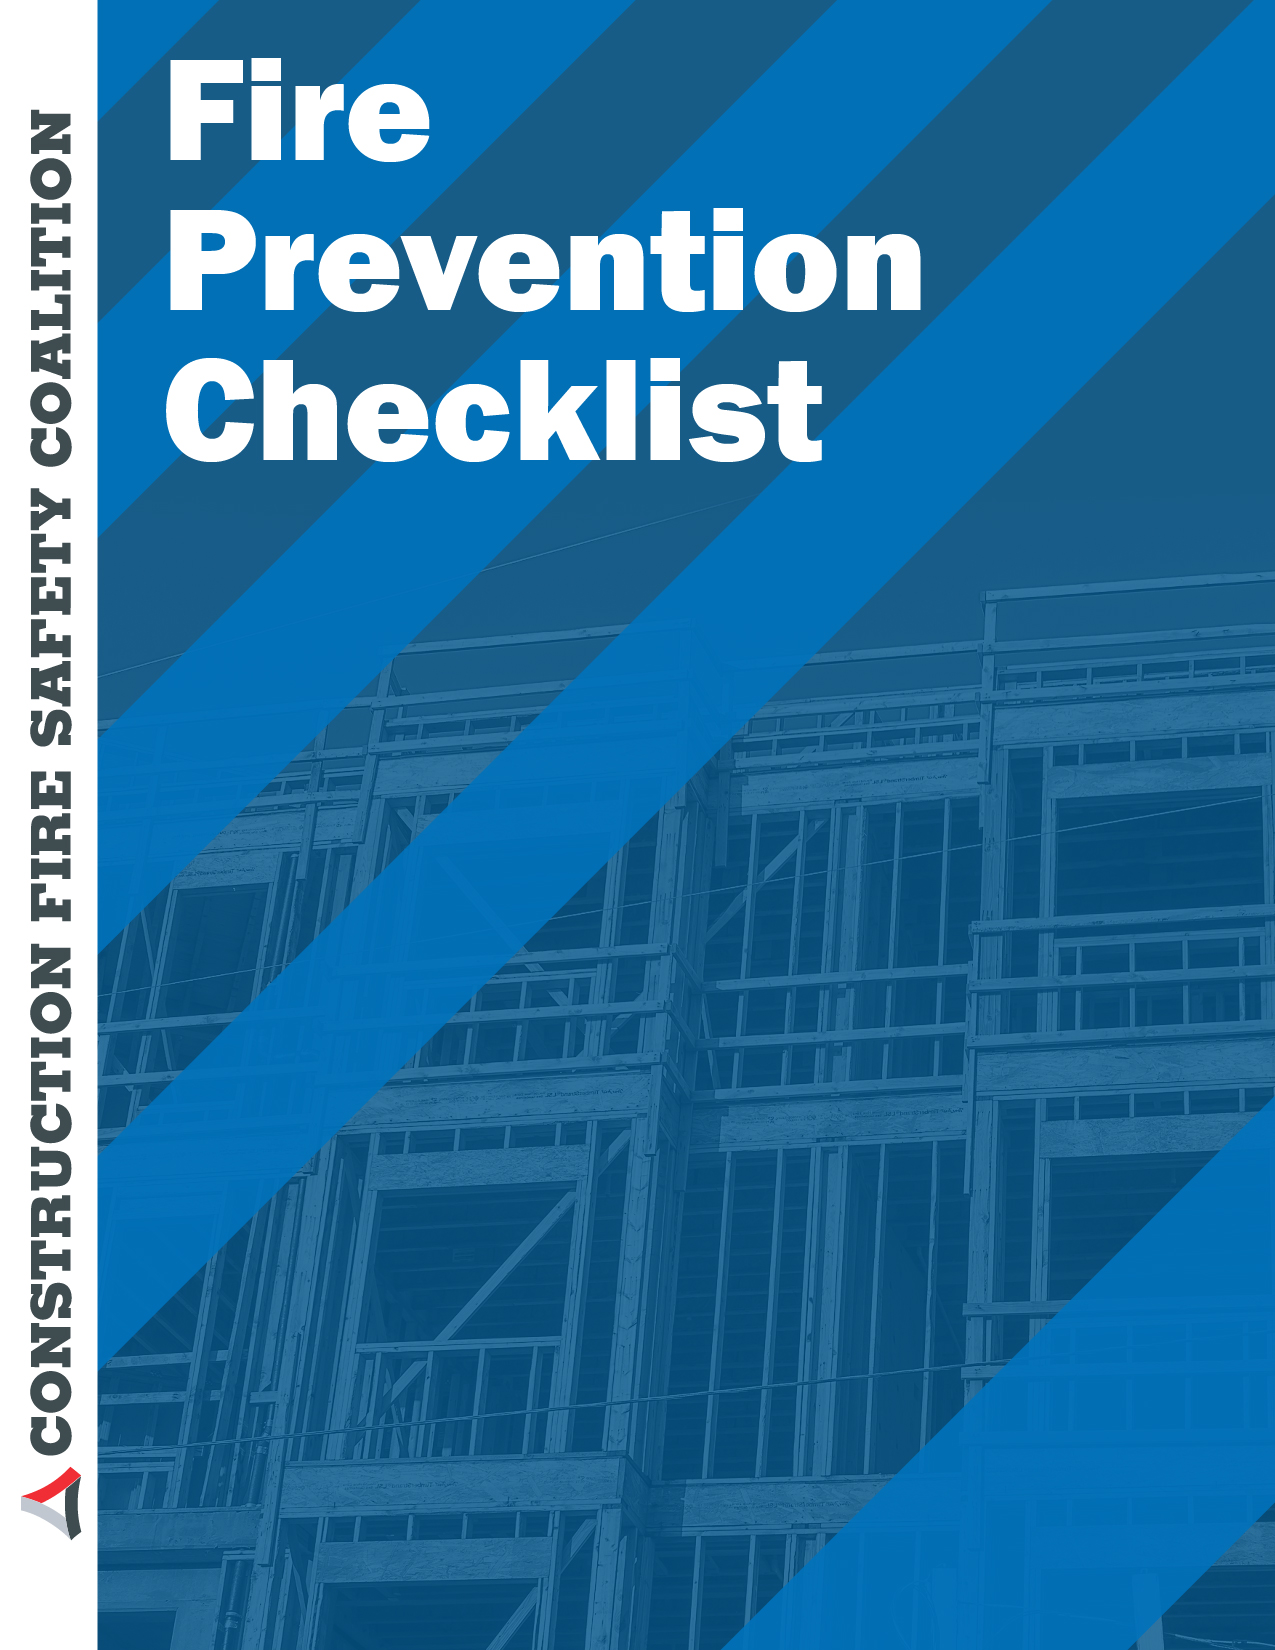 Fire
Prevention
Checklist
CONSTRUCTION FIRE SAFETY COALITION